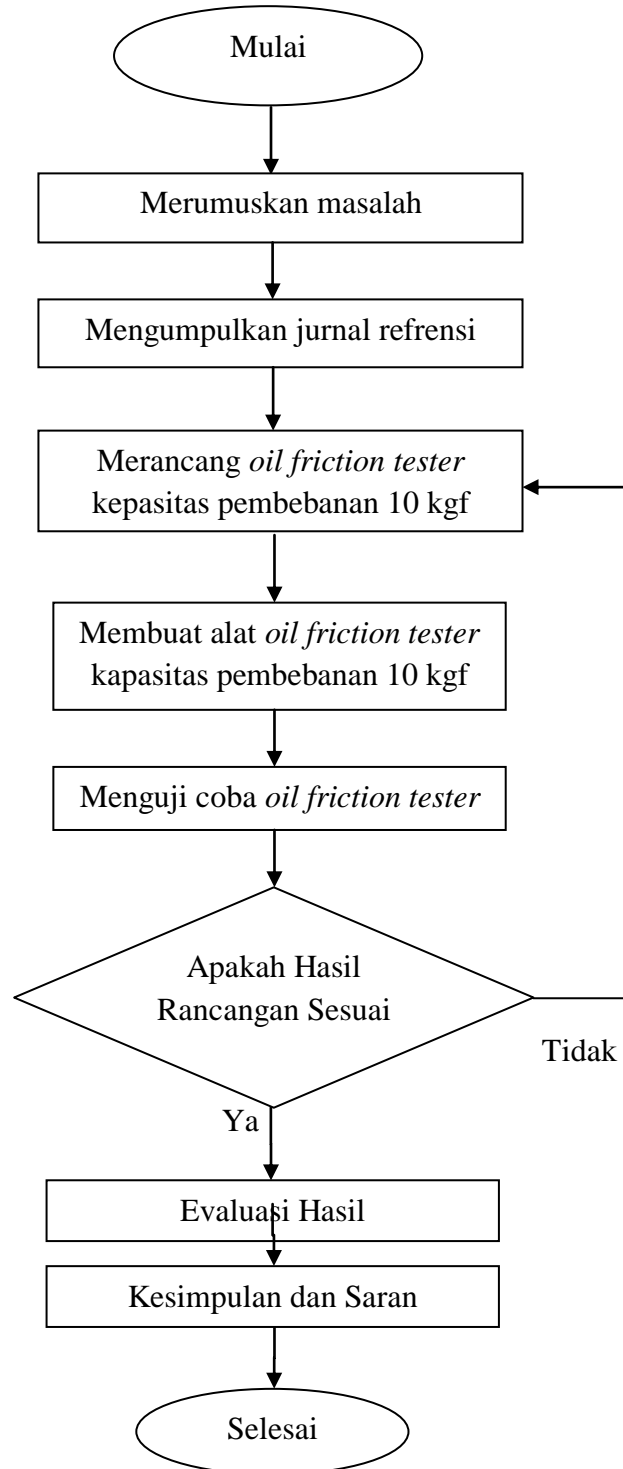 Mulai
Merumuskan masalah
Mengumpulkan jurnal refrensi
Merancang oil friction tester
kepasitas pembebanan 10 kgf
Membuat alat oil friction tester
kapasitas pembebanan 10 kgf
Menguji coba oil friction tester
Apakah Hasil
Rancangan Sesuai
Tidak
Ya
Evaluasi Hasil
Kesimpulan dan Saran
Selesai